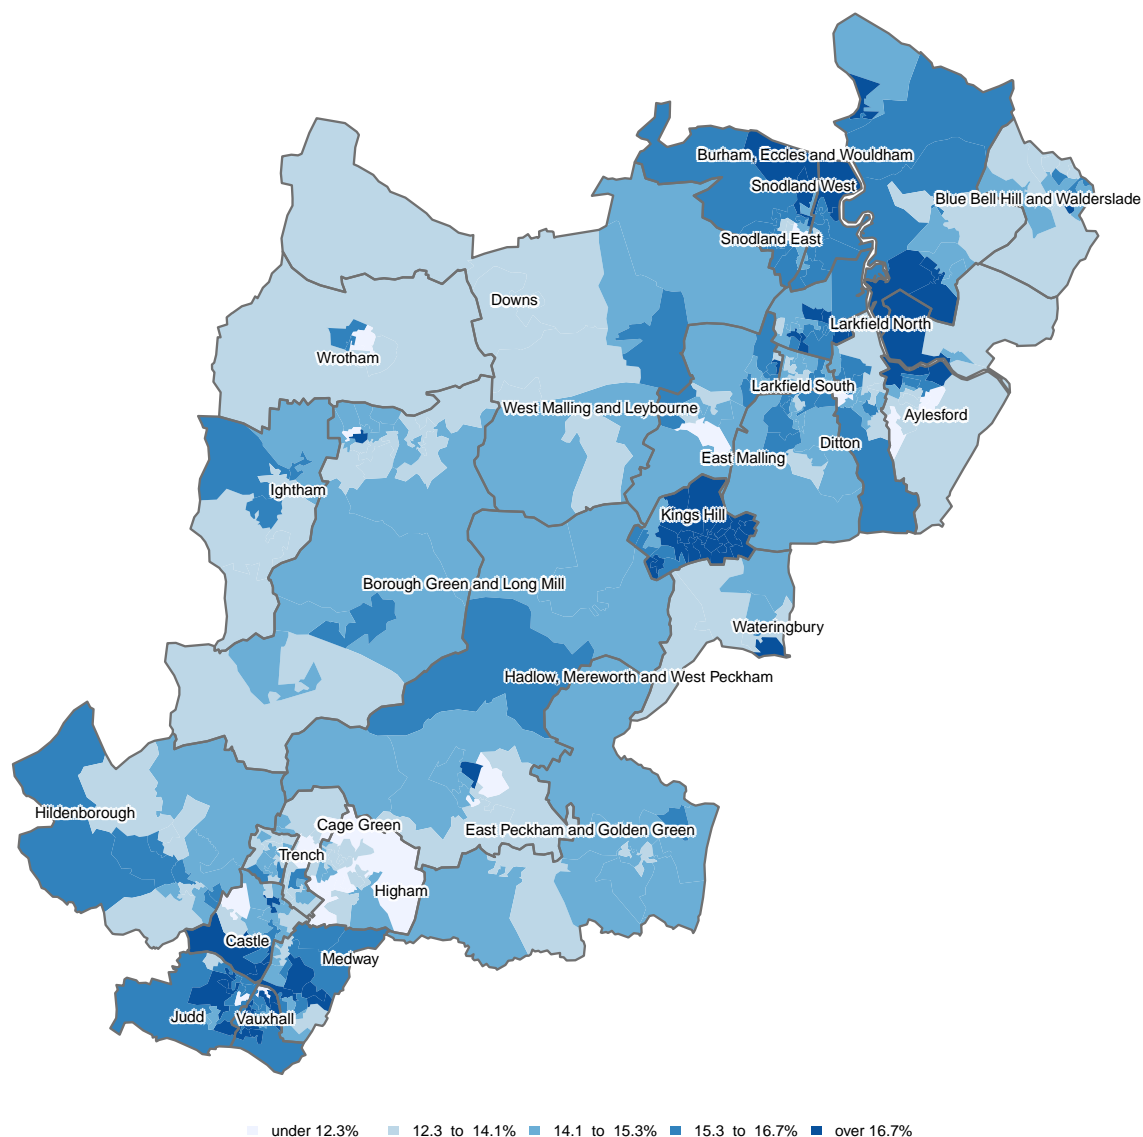 Burham, Eccles and Wouldham
Snodland West
Blue Bell Hill and Walderslade
Snodland East
Downs
Larkfield North
Wrotham
Larkfield South
West Malling and Leybourne
Aylesford
Ditton
East Malling
Ightham
Kings Hill
Borough Green and Long Mill
Wateringbury
Hadlow, Mereworth and West Peckham
Hildenborough
Cage Green
East Peckham and Golden Green
Trench
Higham
Castle
Medway
Judd
Vauxhall
under 12.3% 12.3 to 14.1% 14.1 to 15.3% 15.3 to 16.7% over 16.7%